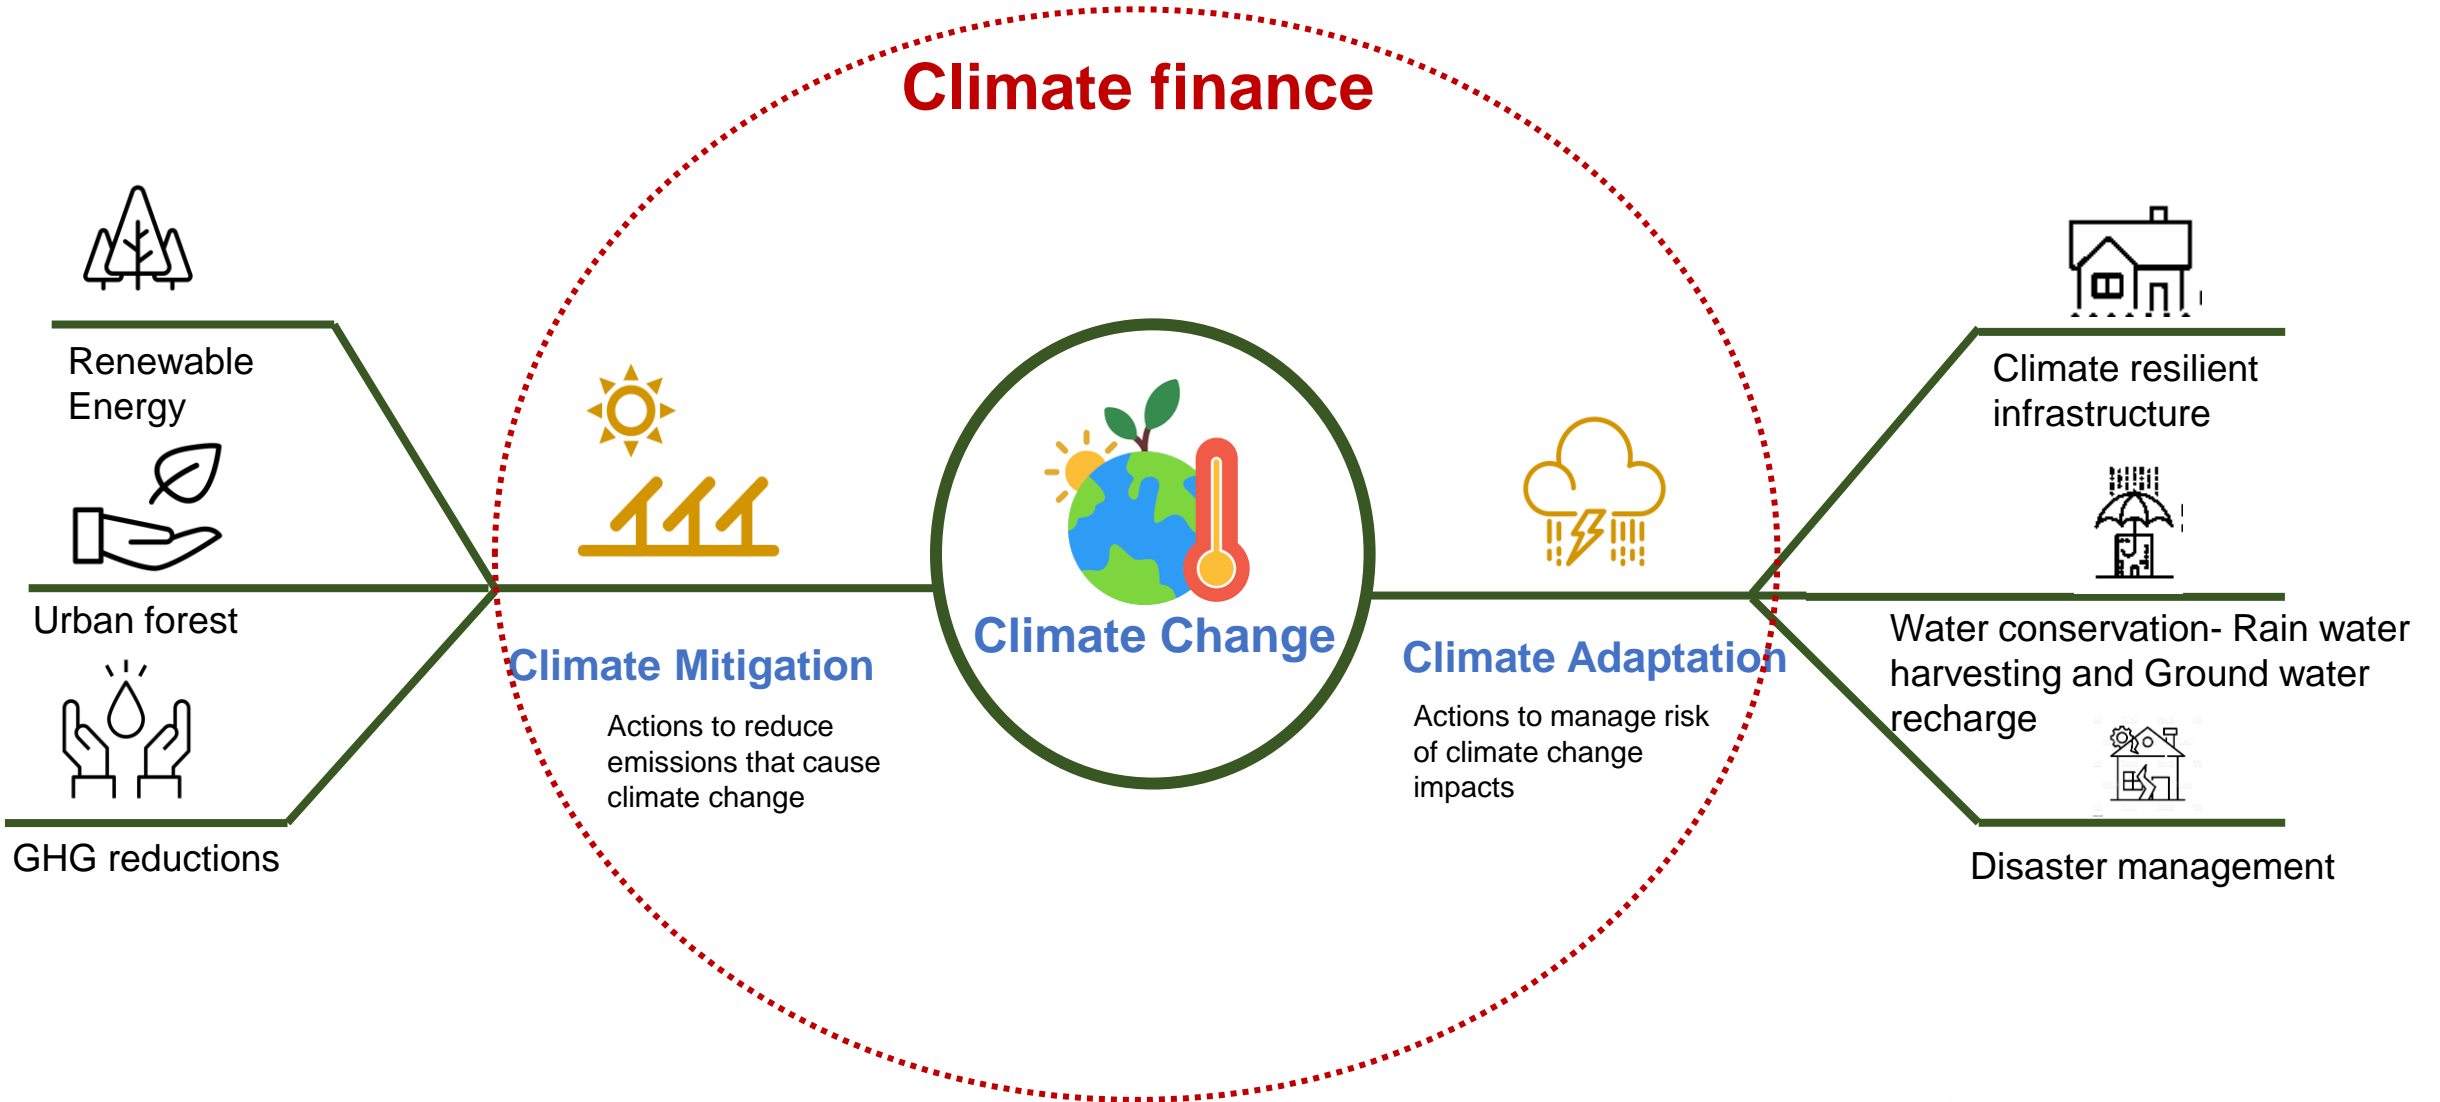 Climate finance
Renewable
Energy
Urban forest
GHG reductions
Climate Mitigation
Actions to reduce
emissions that cause
climate change
Climate Change
Climate Adaptation
Actions to manage risk
of climate change
impacts
Climate resilient
infrastructure
Water conservation- Rain water
harvesting and Ground water
recharge
Disaster management